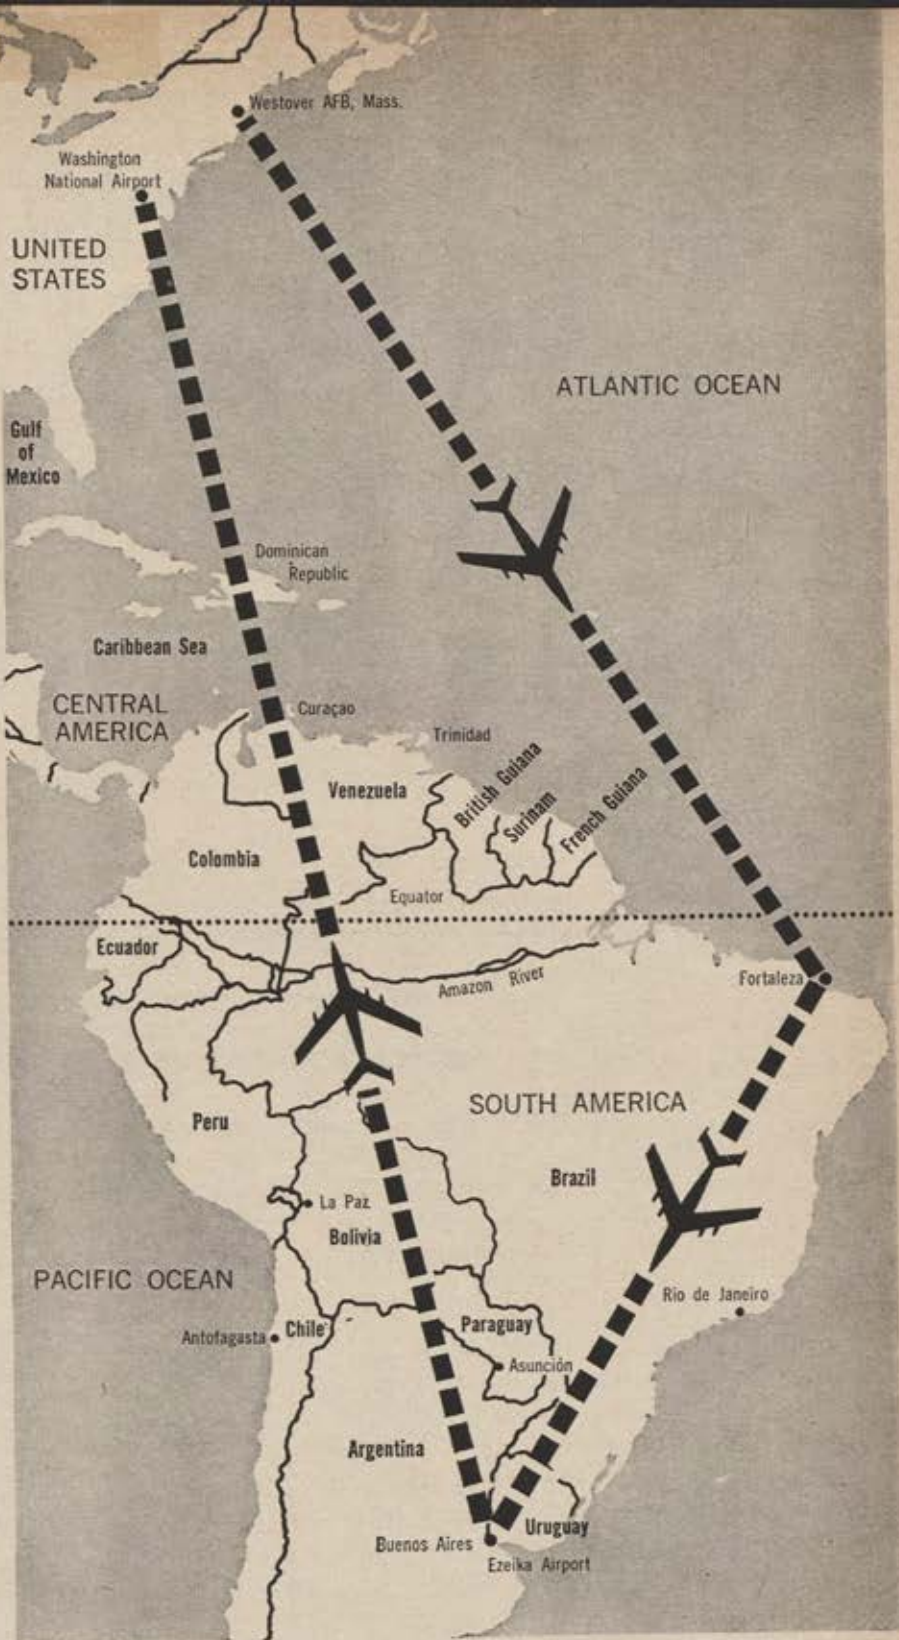 Westover AFB, Mass.
Washington
National Airport
UNITED
STATES
ATLANTIC OCEAN
Gulf
of
Mexico
Dominican
Republic
Caribbean Sea
CENTRAL
AMERICA
Curaçao
Trinidad
Venezuela
British Guiana
Surinam
French Guiana
Colombia
Equator
Ecuador
Amazon River
Fortaleza
SOUTH AMERICA
Peru
Brazil
La Paz
Bolivia
PACIFIC OCEAN
Rio de Janeiro
Antofagasta
Chile
Paraguay
Asunción
Argentina
Uruguay
Buenos Aires
Ezeika Airport